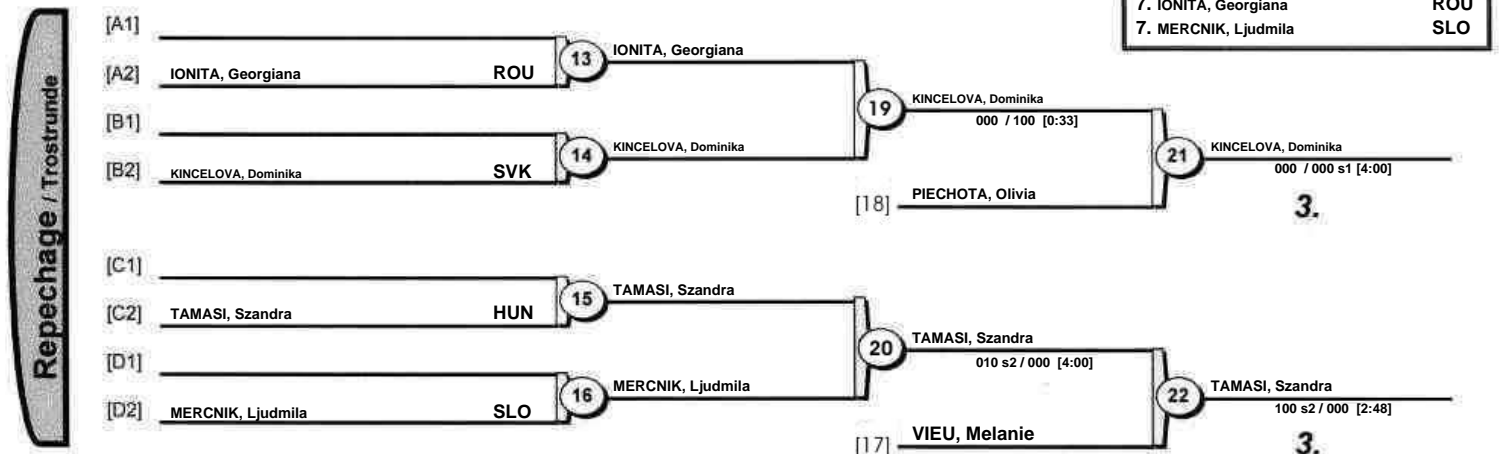 7. IONITA, Georgiana ROU
7. MERCNIK, Ljudmila SLO
Repechage / Trostrunde
[A1]
[A2] IONITA, Georgiana ROU
13 IONITA, Georgiana
[B1]
[B2] KINCELOVA, Dominika SVK
14 KINCELOVA, Dominika
19 KINCELOVA, Dominika
000 / 100 [0:33]
[18] PIECHOTA, Olivia
21 KINCELOVA, Dominika
000 / 000 s1 [4:00]
3.
[C1]
[C2] TAMASI, Szandra HUN
15 TAMASI, Szandra
[D1]
[D2] MERCNIK, Ljudmila SLO
16 MERCNIK, Ljudmila
20 TAMASI, Szandra
010 s2 / 000 [4:00]
[17] VIEU, Melanie
22 TAMASI, Szandra
100 s2 / 000 [2:48]
3.